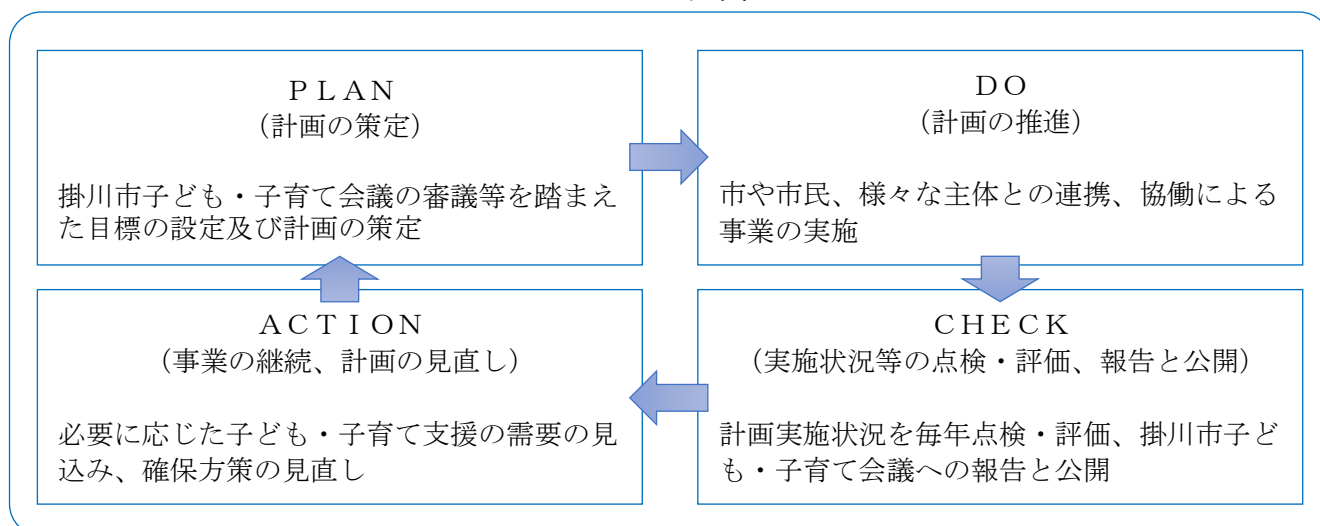 ＰＬＡＮ
（計画の策定）
掛川市子ども・子育て会議の審議等を踏まえ
た目標の設定及び計画の策定
ＤＯ
（計画の推進）
市や市民、様々な主体との連携、協働による
事業の実施
ＣＨＥＣＫ
（実施状況等の点検・評価、報告と公開）
計画実施状況を毎年点検・評価、掛川市子ど
も・子育て会議への報告と公開
ＡＣＴＩＯＮ
（事業の継続、計画の見直し）
必要に応じた子ども・子育て支援の需要の見
込み、確保方策の見直し